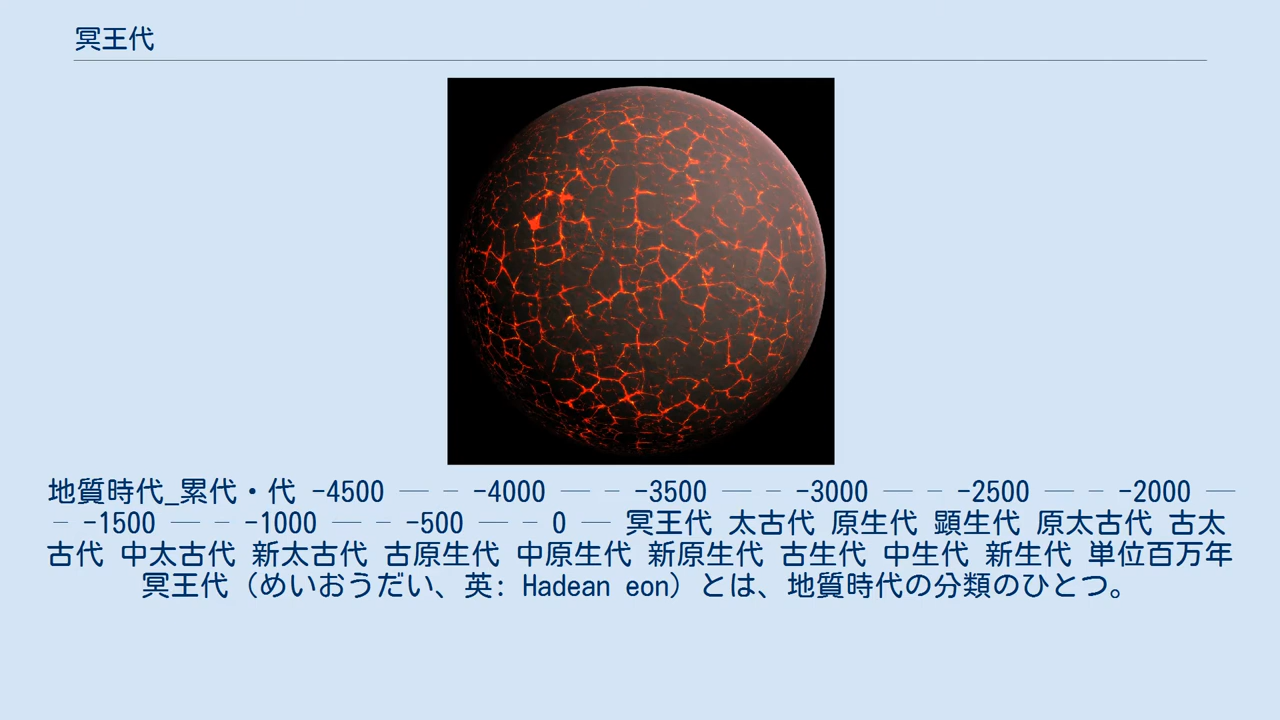 冥王代
地質時代_累代・代 -4500 — – -4000 — – -3500 — – -3000 — – -2500 — – -2000 —
– -1500 — – -1000 — – -500 — – 0 — 冥王代 太古代 原生代 顕生代 原太古代 古太
古代 中太古代 新太古代 古原生代 中原生代 新原生代 古生代 中生代 新生代 単位百万年
冥王代（めいおうだい、英: Hadean eon）とは、地質時代の分類のひとつ。